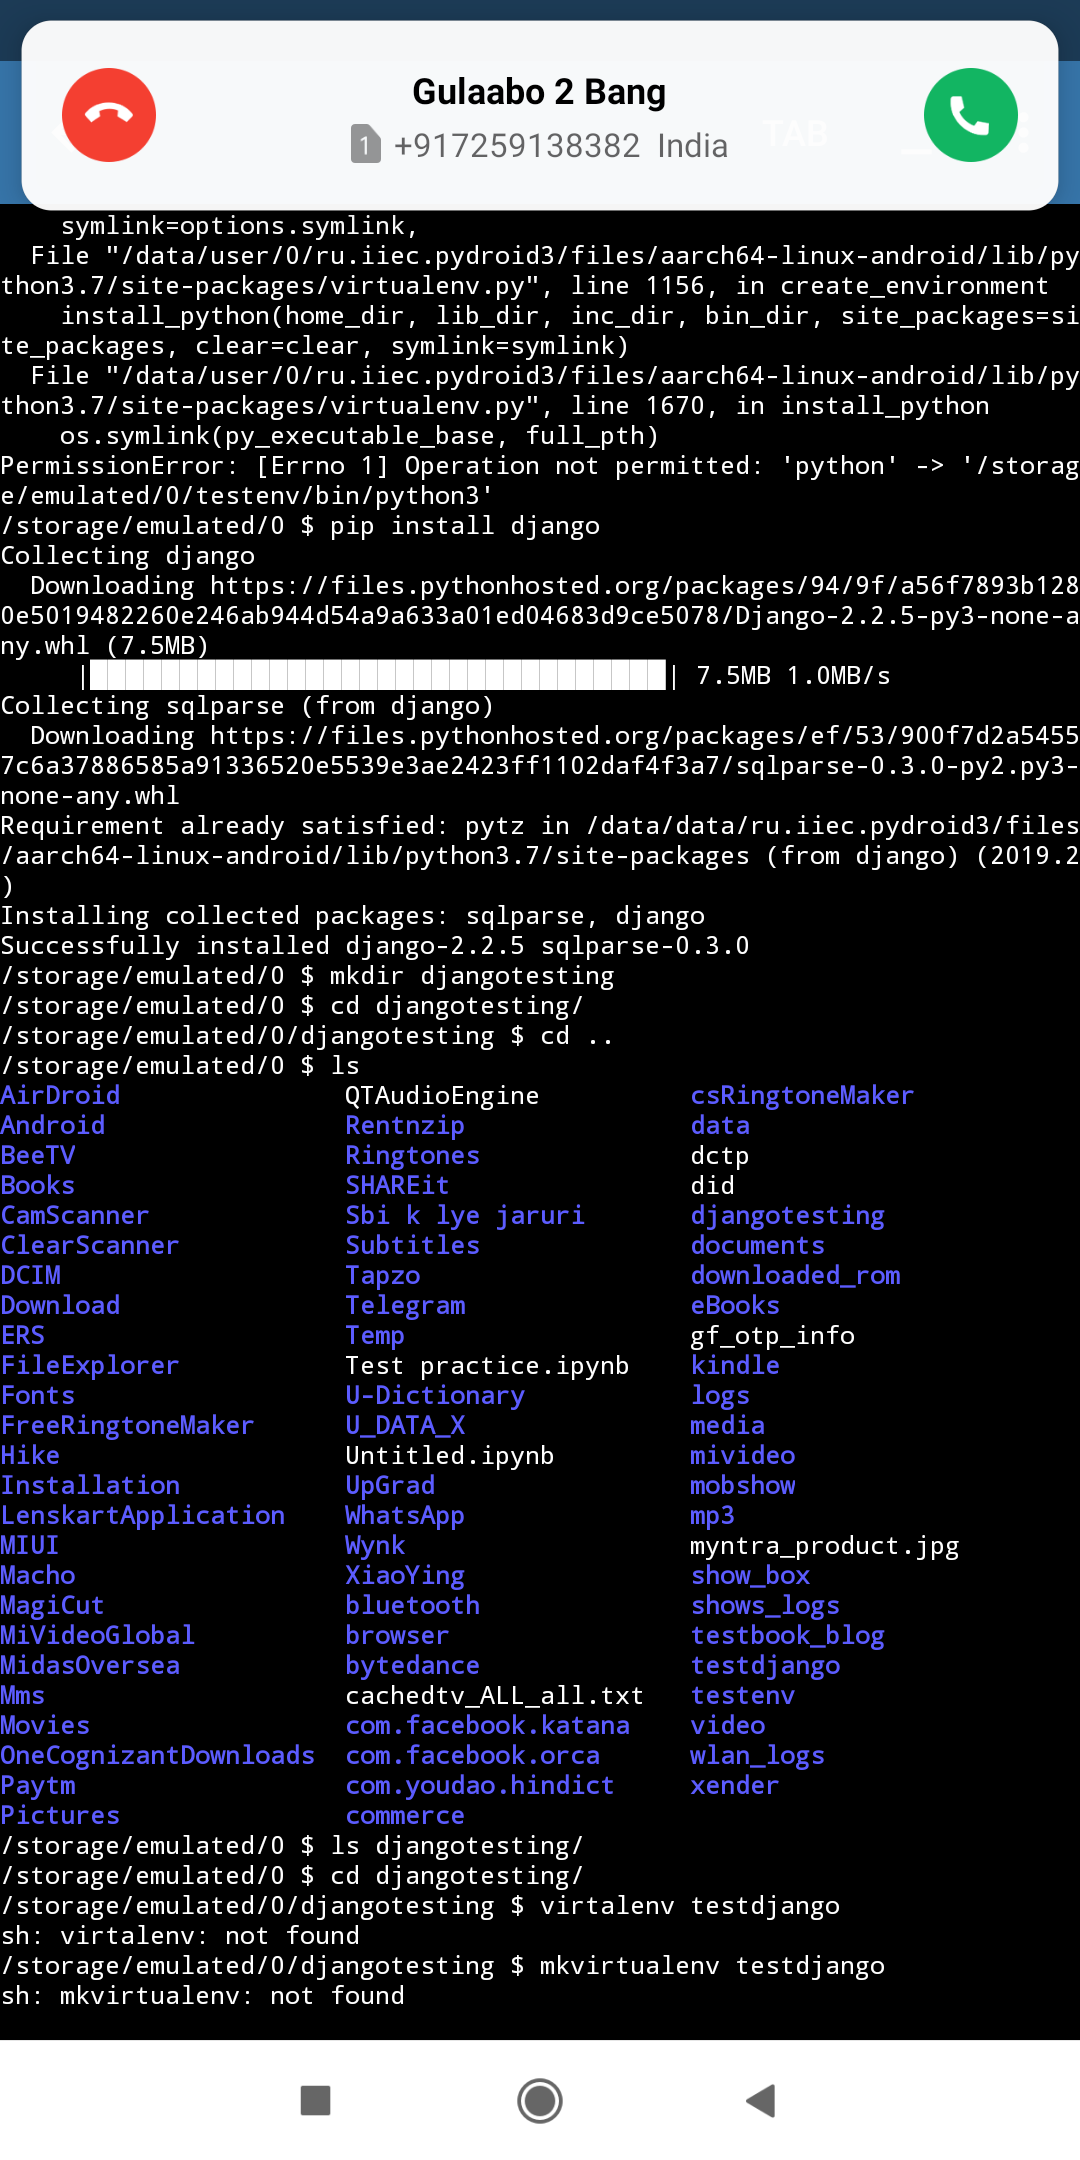 Gulaabo 2 Bang
1 +917259138382 India
TAB
symlink=options.symlink,
File "/data/user/0/ru.iiec.pydroid3/files/aarch64-linux-android/lib/py
thon3.7/site-packages/virtualenv.py", line 1156, in create_environment
install_python(home_dir, lib_dir, inc_dir, bin_dir, site_packages=si
te_packages, clear=clear, symlink=symlink)
File "/data/user/0/ru.iiec.pydroid3/files/aarch64-linux-android/lib/py
thon3.7/site-packages/virtualenv.py", line 1670, in install_python
os.symlink(py_executable_base, full_pth)
PermissionError: [Errno 1] Operation not permitted: 'python' -> '/storag
e/emulated/0/testenv/bin/python3'
/storage/emulated/0 $ pip install django
Collecting django
Downloading https://files.pythonhosted.org/packages/94/9f/a56f7893b128
0e5019482260e246ab944d54a9a633a01ed04683d9ce5078/Django-2.2.5-py3-none-a
ny.whl (7.5MB)
| | 7.5MB 1.0MB/s
Collecting sqlparse (from django)
Downloading https://files.pythonhosted.org/packages/ef/53/900f7d2a5455
7c6a37886585a91336520e5539e3ae2423ff1102daf4f3a7/sqlparse-0.3.0-py2.py3-
none-any.whl
Requirement already satisfied: pytz in /data/data/ru.iiec.pydroid3/files
/aarch64-linux-android/lib/python3.7/site-packages (from django) (2019.2
)
Installing collected packages: sqlparse, django
Successfully installed django-2.2.5 sqlparse-0.3.0
/storage/emulated/0 $ mkdir djangotesting
/storage/emulated/0 $ cd djangotesting/
/storage/emulated/0/djangotesting $ cd ..
/storage/emulated/0 $ ls
AirDroid QTAudioEngine csRingtoneMaker
Android Rentnzip data
BeeTV Ringtones dctp
Books SHAREit did
CamScanner Sbi k lye jaruri djangotesting
ClearScanner Subtitles documents
DCIM Tapzo downloaded_rom
Download Telegram eBooks
ERS Temp gf_otp_info
FileExplorer Test practice.ipynb kindle
Fonts U-Dictionary logs
FreeRingtoneMaker U_DATA_X media
Hike Untitled.ipynb mivideo
Installation UpGrad mobshow
LenskartApplication WhatsApp mp3
MIUI Wynk myntra_product.jpg
Macho XiaoYing show_box
MagiCut bluetooth shows_logs
MiVideoGlobal browser testbook_blog
MidasOversea bytedance testdjango
Mms cachedtv_ALL_all.txt testenv
Movies com.facebook.katana video
OneCognizantDownloads com.facebook.orca wlan_logs
Paytm com.youdao.hindict xender
Pictures commerce
/storage/emulated/0 $ ls djangotesting/
/storage/emulated/0 $ cd djangotesting/
/storage/emulated/0/djangotesting $ virtalenv testdjango
sh: virtalenv: not found
/storage/emulated/0/djangotesting $ mkvirtualenv testdjango
sh: mkvirtualenv: not found